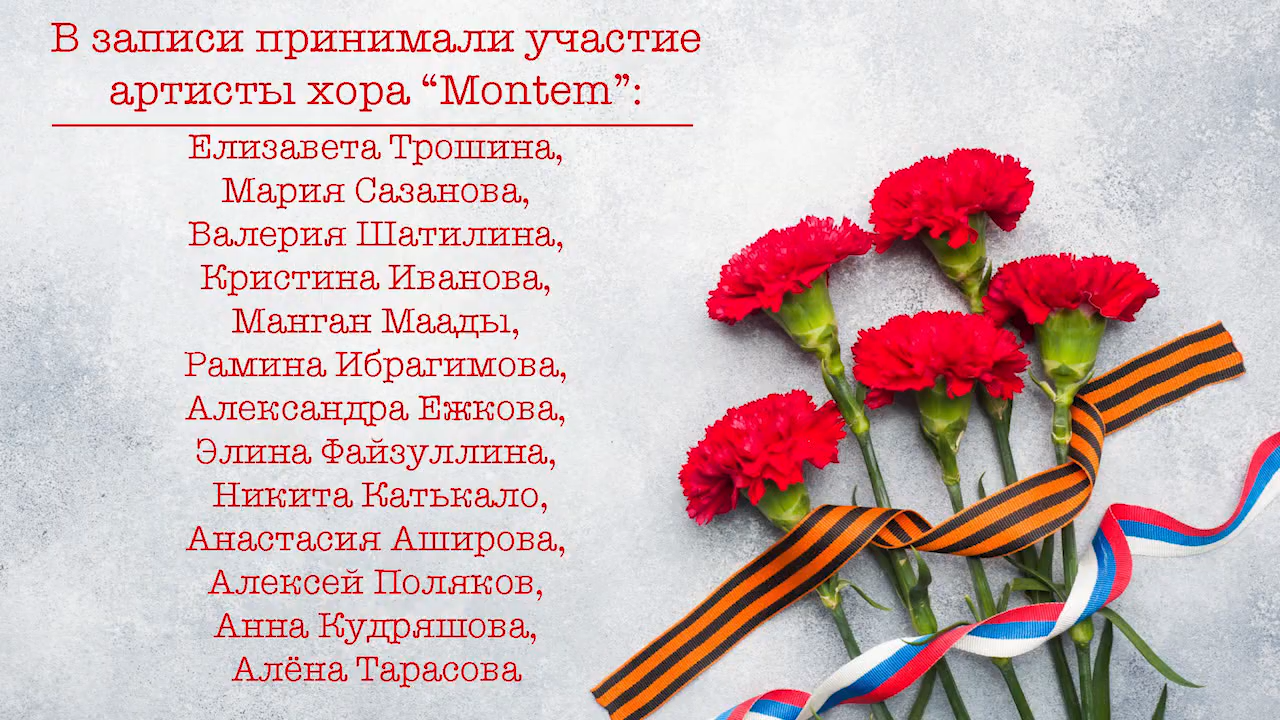 В записи принимали участие
артисты хора “Montem”:
Елизавета Трошина,
Мария Сазанова,
Валерия Шатилина,
Кристина Иванова,
Манган Маады,
Рамина Ибрагимова,
Александра Ежкова,
Элина Файзуллина,
Никита Катькало,
Анастасия Аширова,
Алексей Поляков,
Анна Кудряшова,
Алёна Тарасова